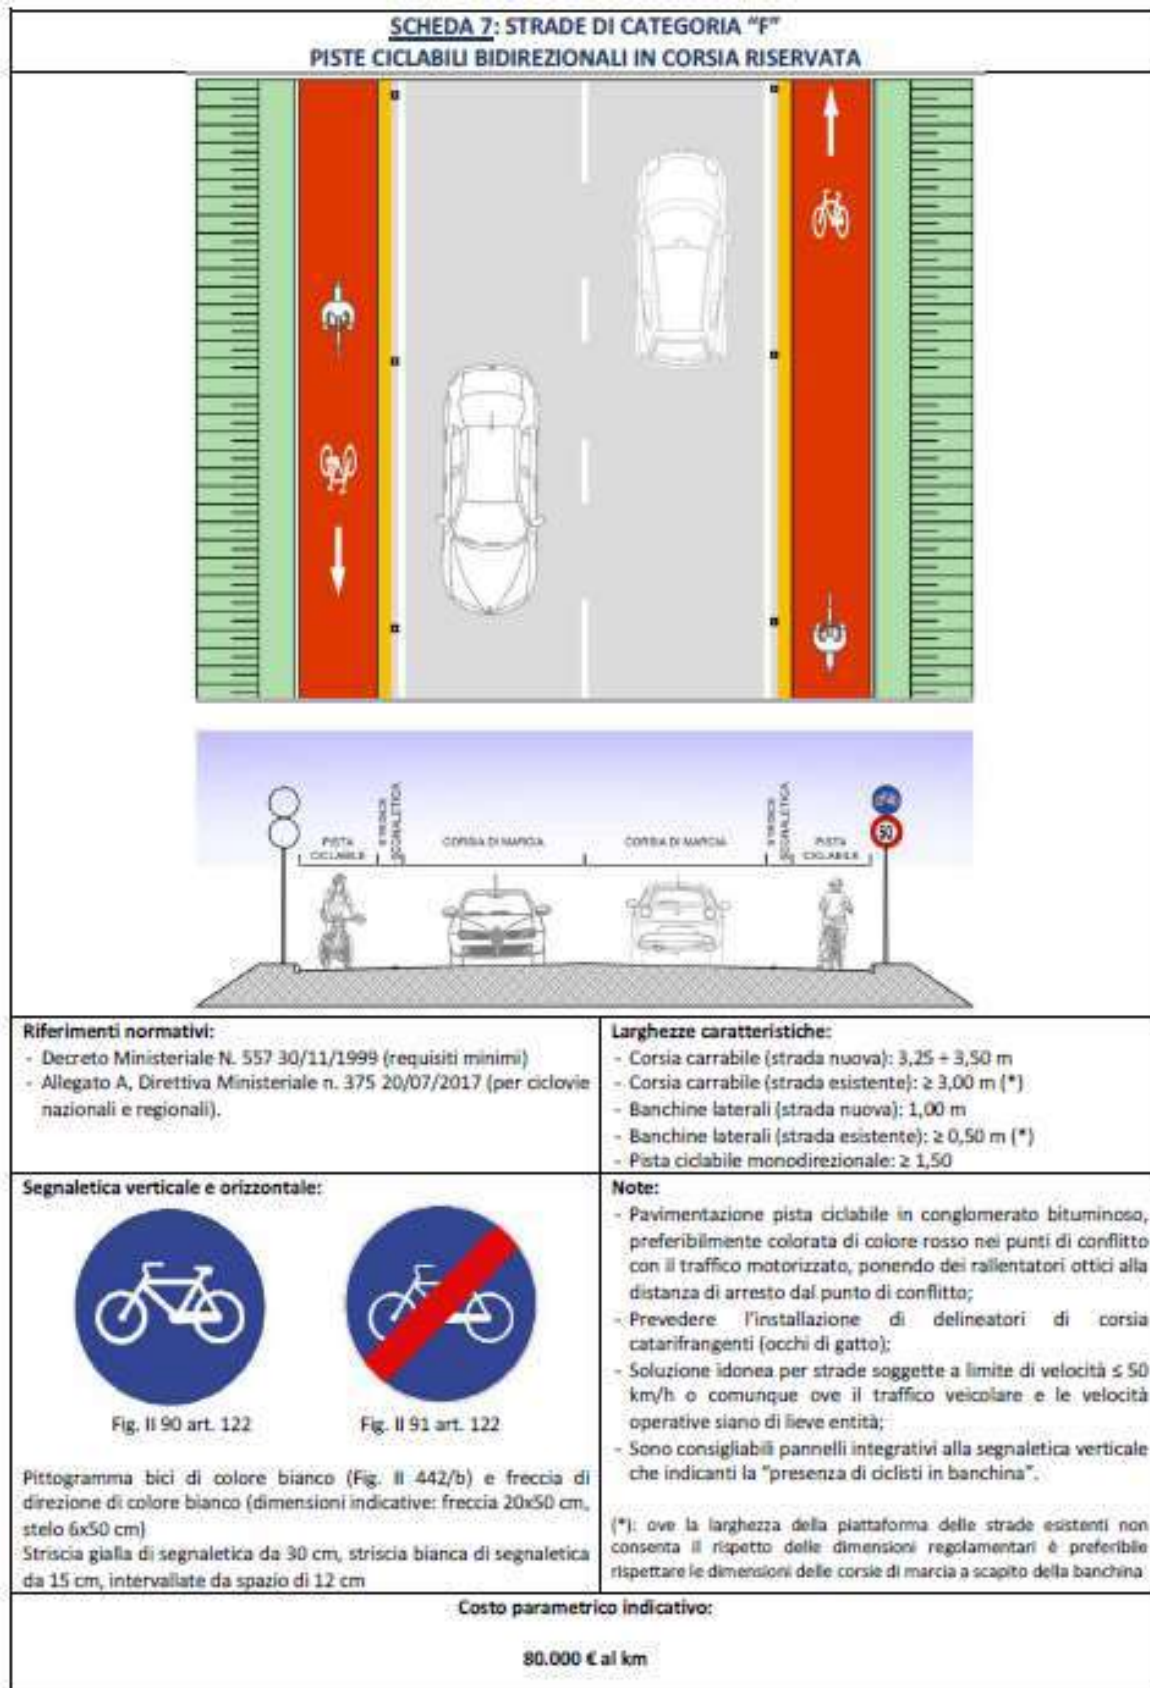 SCHEDA 7: STRADE DI CATEGORIA "F"
PISTE CICLABILI BIDIREZIONALI IN CORSIA RISERVATA
PISTA
CICLABILE
STRISCE
SEGNALETICA
CORSIA DI MARCIA
CORSIA DI MARCIA
STRISCE
SEGNALETICA
PISTA
CICLABILE
50
Riferimenti normativi:
- Decreto Ministeriale N. 557 30/11/1999 (requisiti minimi)
- Allegato A, Direttiva Ministeriale n. 375 20/07/2017 (per ciclovie
nazionali e regionali).
Larghezze caratteristiche:
- Corsia carrabile (strada nuova): 3,25 ÷ 3,50 m
- Corsia carrabile (strada esistente): ≥ 3,00 m (*)
- Banchine laterali (strada nuova): 1,00 m
- Banchine laterali (strada esistente): ≥ 0,50 m (*)
- Pista ciclabile monodirezionale: ≥ 1,50
Segnaletica verticale e orizzontale:
Fig. II 90 art. 122
Fig. II 91 art. 122
Pittogramma bici di colore bianco (Fig. II 442/b) e freccia di
direzione di colore bianco (dimensioni indicative: freccia 20x50 cm,
stelo 6x50 cm)
Striscia gialla di segnaletica da 30 cm, striscia bianca di segnaletica
da 15 cm, intervallate da spazio di 12 cm
Note:
- Pavimentazione pista ciclabile in conglomerato bituminoso,
preferibilmente colorata di colore rosso nei punti di conflitto
con il traffico motorizzato, ponendo dei rallentatori ottici alla
distanza di arresto dal punto di conflitto;
- Prevedere l'installazione di delineatori di corsia
catarifrangenti (occhi di gatto);
- Soluzione idonea per strade soggette a limite di velocità ≤ 50
km/h o comunque ove il traffico veicolare e le velocità
operative siano di lieve entità;
- Sono consigliabili pannelli integrativi alla segnaletica verticale
che indicanti la "presenza di ciclisti in banchina".
(*): ove la larghezza della piattaforma delle strade esistenti non
consenta il rispetto delle dimensioni regolamentari è preferibile
rispettare le dimensioni delle corsie di marcia a scapito della banchina
Costo parametrico indicativo:
80.000 € al km